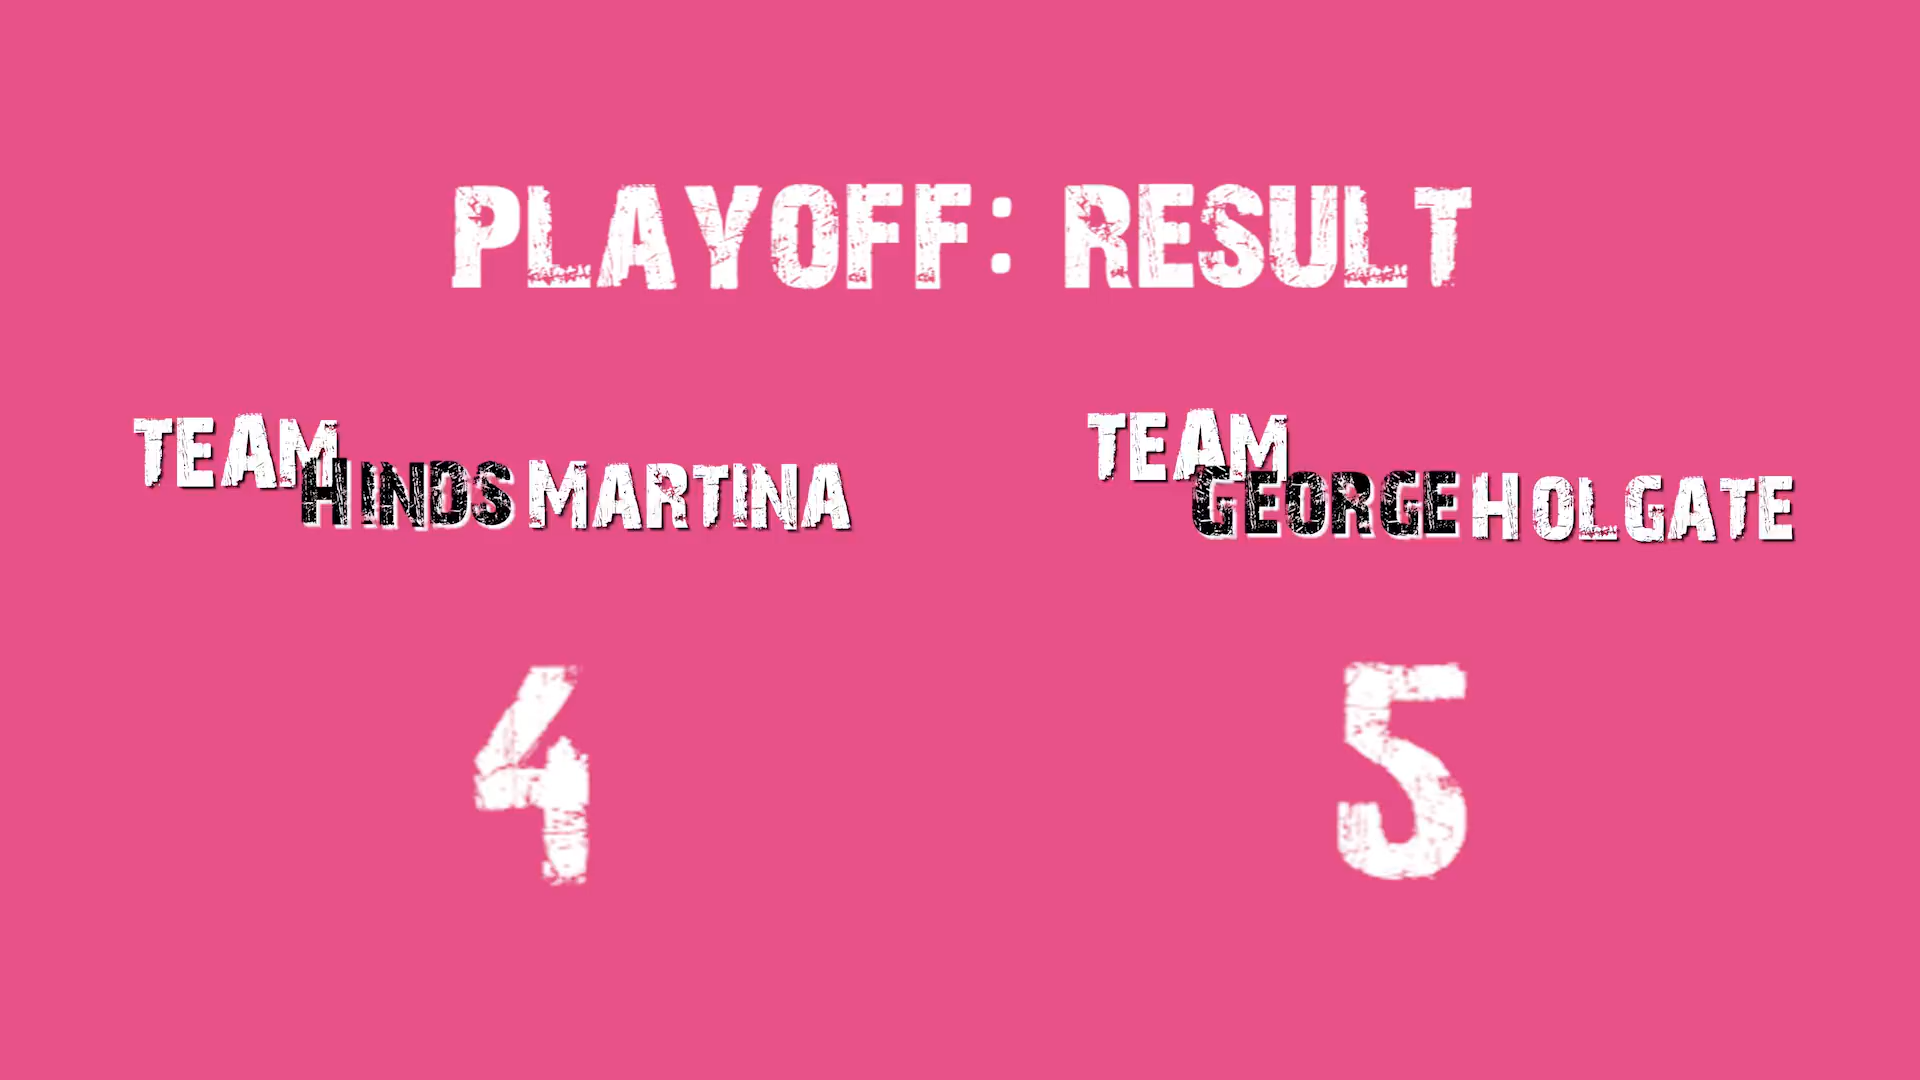 PLAYOFF: RESULT
TEAM
HINDS MARTINA
TEAM
GEORGE HOLGATE
4
5